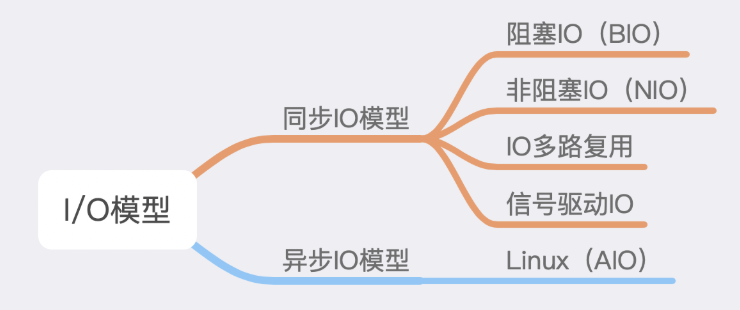 阻塞IO（BIO）
非阻塞IO（NIO）
同步IO模型
IO多路复用
I/O模型
信号驱动IO
异步IO模型
Linux（AIO）